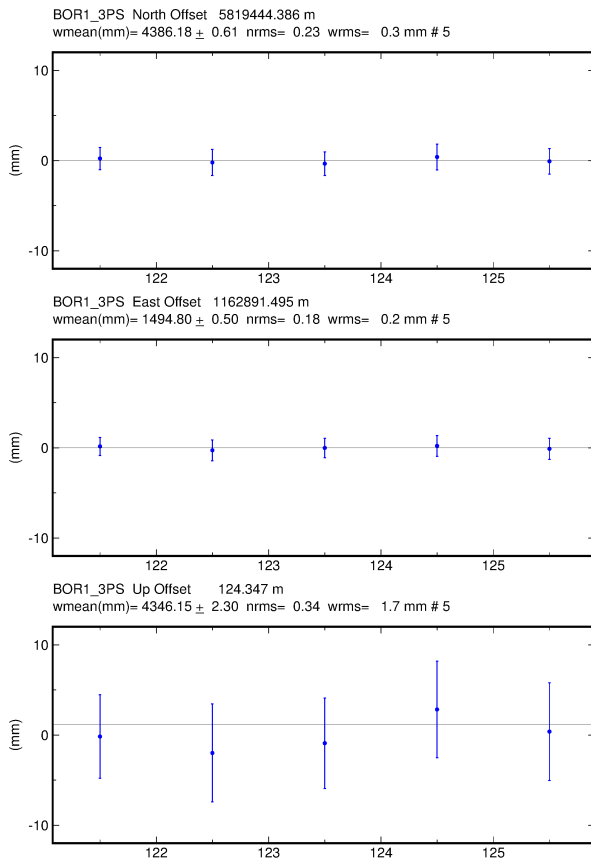 BOR1_3PS North Offset 5819444.386 m
wmean(mm)= 4386.18 ± 0.61 nrms= 0.23 wrms= 0.3 mm # 5
10
0
-10
(mm)
122 123 124 125
BOR1_3PS East Offset 1162891.495 m
wmean(mm)= 1494.80 ± 0.50 nrms= 0.18 wrms= 0.2 mm # 5
10
0
-10
(mm)
122 123 124 125
BOR1_3PS Up Offset 124.347 m
wmean(mm)= 4346.15 ± 2.30 nrms= 0.34 wrms= 1.7 mm # 5
10
0
-10
(mm)
122 123 124 125